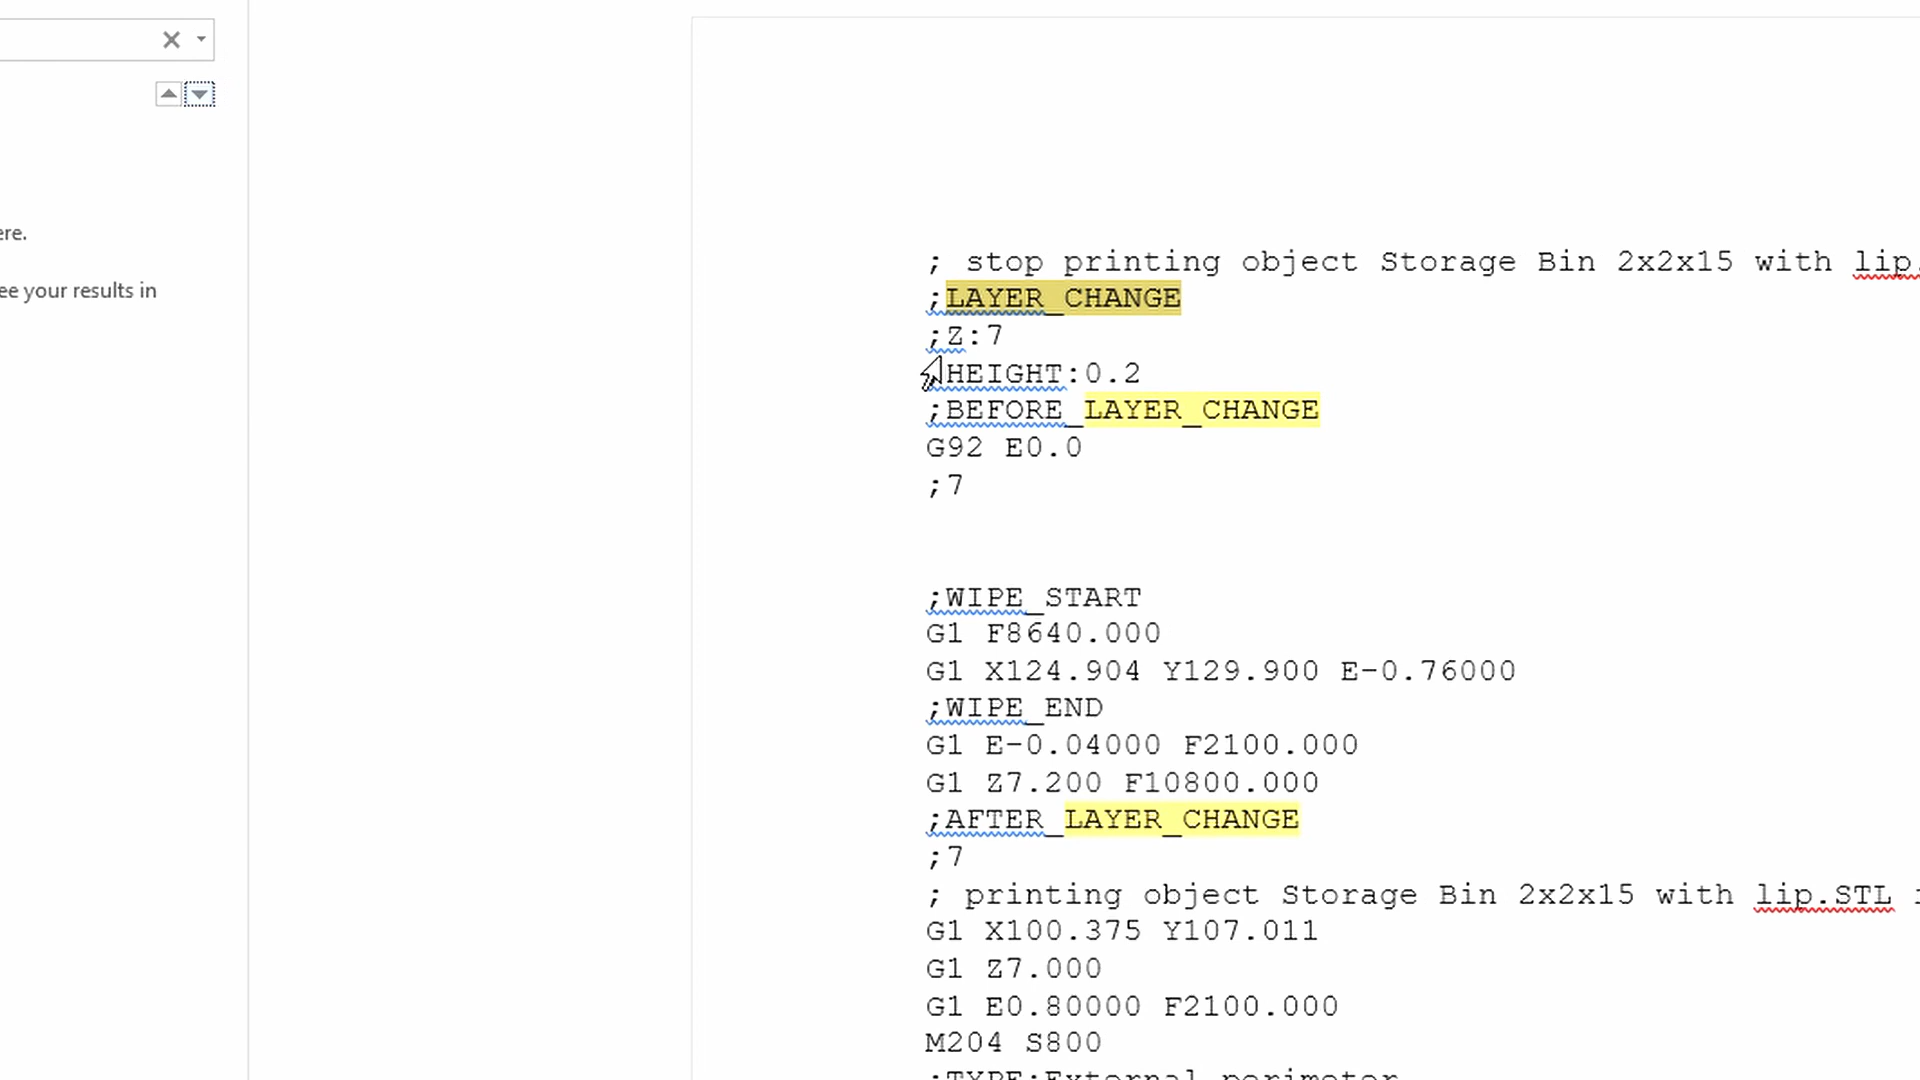 ere.
ee your results in
; stop printing object Storage Bin 2x2x15 with lip.
;LAYER_CHANGE
;Z:7
;HEIGHT:0.2
;BEFORE_LAYER_CHANGE
G92 E0.0
;7
;WIPE_START
G1 F8640.000
G1 X124.904 Y129.900 E-0.76000
;WIPE_END
G1 E-0.04000 F2100.000
G1 Z7.200 F10800.000
;AFTER_LAYER_CHANGE
;7
; printing object Storage Bin 2x2x15 with lip.STL
G1 X100.375 Y107.011
G1 Z7.000
G1 E0.80000 F2100.000
M204 S800
;TYPE:External perimeter